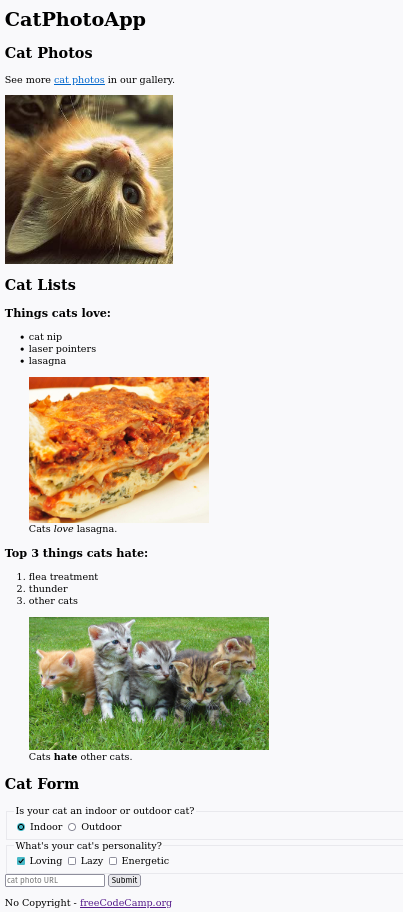 CatPhotoApp
Cat Photos
See more cat photos in our gallery.
Cat Lists
Things cats love:
• cat nip
• laser pointers
• lasagna
Cats love lasagna.
Top 3 things cats hate:
1. flea treatment
2. thunder
3. other cats
Cats hate other cats.
Cat Form
Is your cat an indoor or outdoor cat?
Indoor Outdoor
What's your cat's personality?
Loving Lazy Energetic
cat photo URL Submit
No Copyright - freeCodeCamp.org